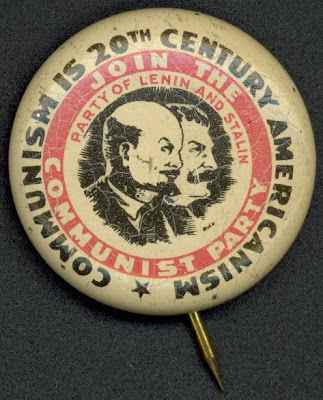 COMMUNISM IS 20TH CENTURY AMERICANISM
JOIN THE
COMMUNIST PARTY
PARTY OF LENIN AND STALIN